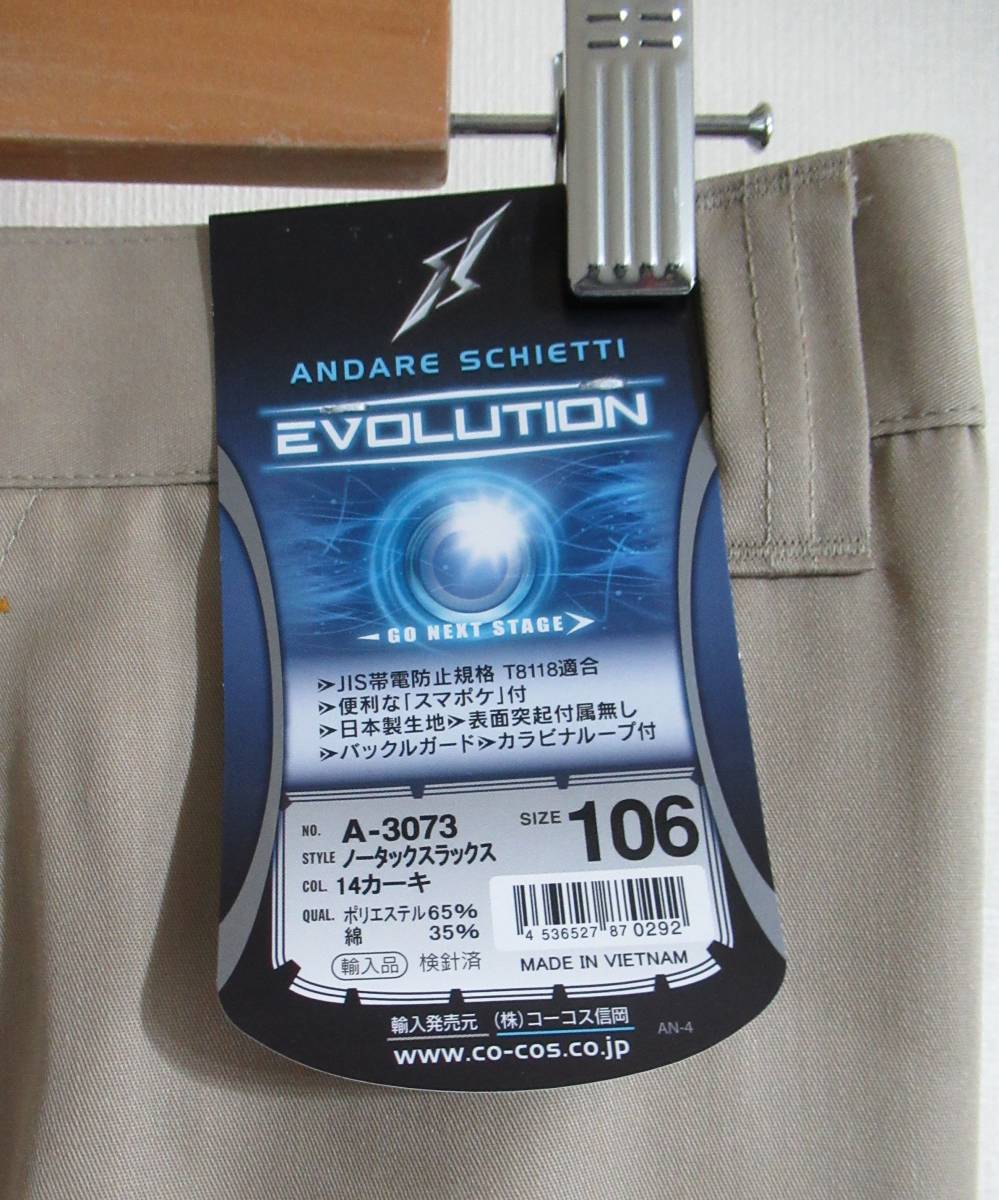 ANDARE SCHIETTI
EVOLUTION
GO NEXT STAGE
➢JIS帯電防止規格 T8118適合
➢便利な「スマポケ」付
➢日本製生地➢表面突起付属無し
➢バックルガード➢カラビナループ付
NO. A-3073
SIZE 106
STYLE ノータックスラックス
COL. 14カーキ
QUAL. ポリエステル65%
綿 35%
4 536527 870292
輸入品 検針済
MADE IN VIETNAM
輸入発売元 (株)コーコス信岡
AN-4
www.co-cos.co.jp